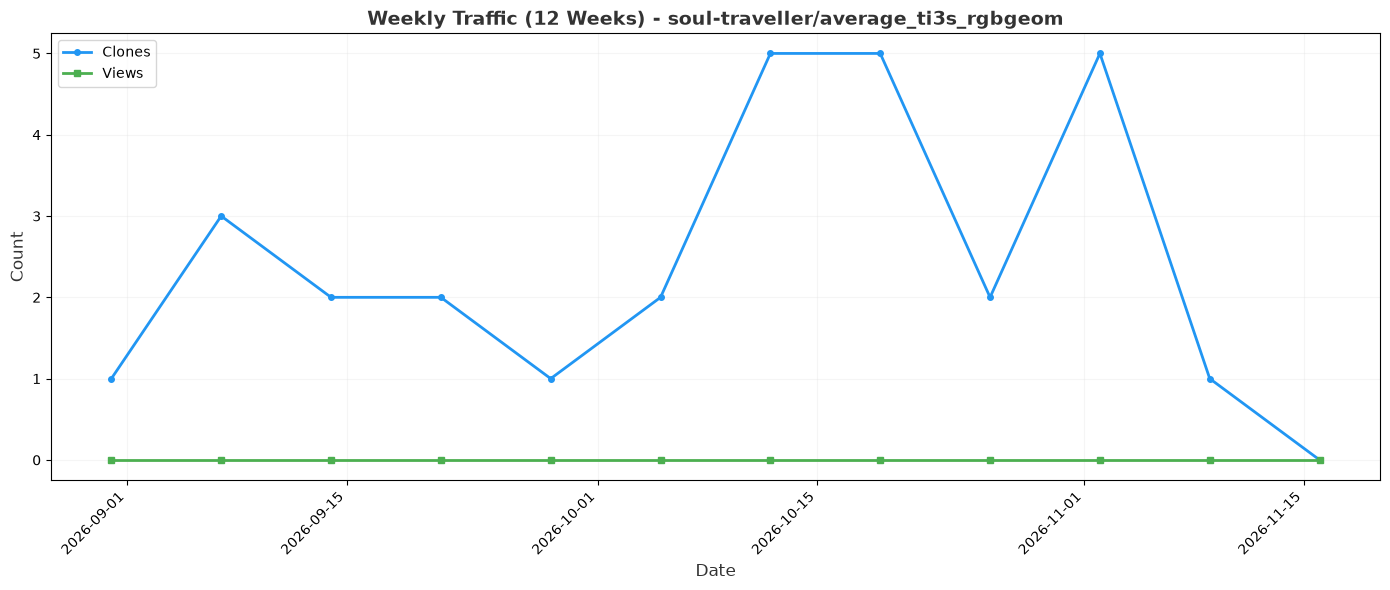 Weekly Traffic (12 Weeks) - soul-traveller/average_ti3s_rgbgeom
Clones
Views
5
4
3
2
1
0
Count
2026-09-01
2026-09-15
2026-10-01
2026-10-15
2026-11-01
2026-11-15
Date